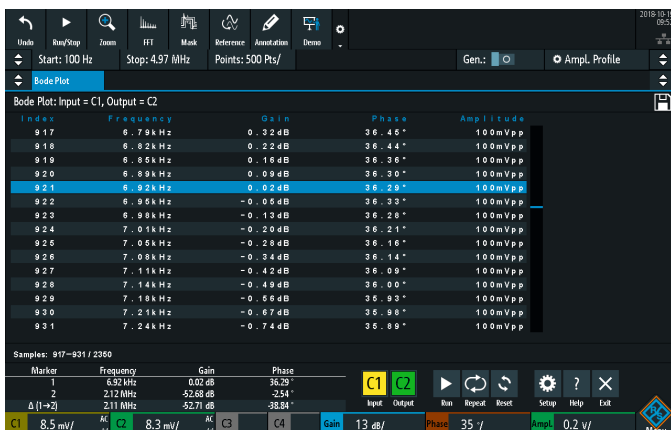 2018-10-1
09:52
Undo Run/Stop Zoom FFT Mask Reference Annotation Demo
Start: 100 Hz Stop: 4.97 MHz Points: 500 Pts/ Gen.: Ampl. Profile
Bode Plot
Bode Plot: Input = C1, Output = C2
Index Frequency Gain Phase Amplitude
917 6.79kHz 0.32dB 36.45° 100mVpp
918 6.82kHz 0.22dB 36.44° 100mVpp
919 6.85kHz 0.16dB 36.36° 100mVpp
920 6.89kHz 0.09dB 36.30° 100mVpp
921 6.92kHz 0.02dB 36.29° 100mVpp
922 6.95kHz -0.05dB 36.33° 100mVpp
923 6.98kHz -0.13dB 36.28° 100mVpp
924 7.01kHz -0.20dB 36.21° 100mVpp
925 7.05kHz -0.28dB 36.16° 100mVpp
926 7.08kHz -0.34dB 36.14° 100mVpp
927 7.11kHz -0.42dB 36.09° 100mVpp
928 7.14kHz -0.49dB 36.00° 100mVpp
929 7.18kHz -0.56dB 35.93° 100mVpp
930 7.21kHz -0.67dB 35.98° 100mVpp
931 7.24kHz -0.74dB 35.89° 100mVpp
Samples: 917-931 / 2350
Marker Frequency Gain Phase
1 6.92 kHz 0.02 dB 36.29 °
2 2.12 MHz -52.68 dB -2.54 °
Δ (1→2) 2.11 MHz -52.71 dB -38.84 °
C1 C2
Input Output Run Repeat Reset Setup Help Exit
C1 8.5 mV/ AC C2 8.3 mV/ AC C3 C4 Gain 13 dB/ Phase 35 °/ Ampl. 0.2 V/ Menu